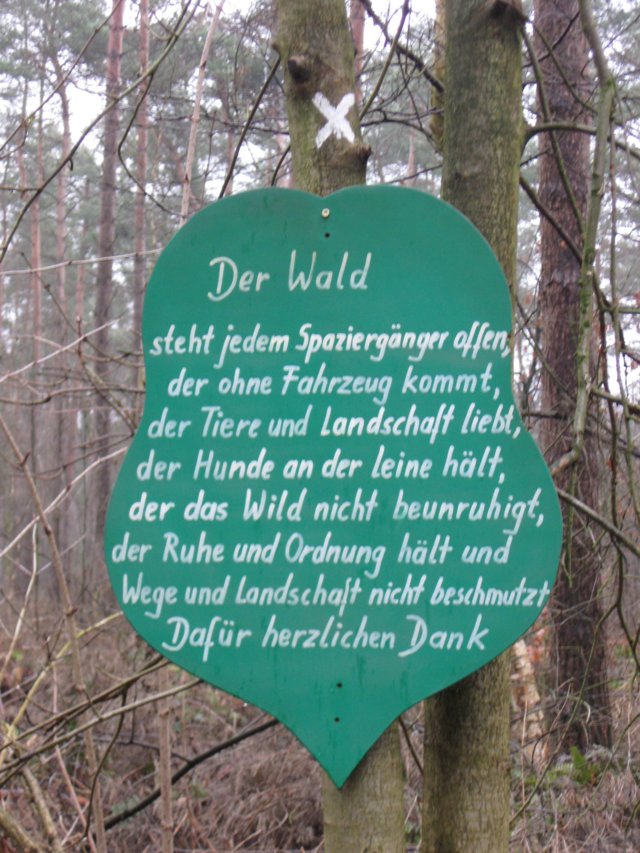 Der Wald
steht jedem Spaziergänger offen,
der ohne Fahrzeug kommt,
der Tiere und Landschaft liebt,
der Hunde an der leine hält,
der das Wild nicht beunruhigt,
der Ruhe und Ordnung hält und
Wege und Landschaft nicht beschmutzt
Dafür herzlichen Dank